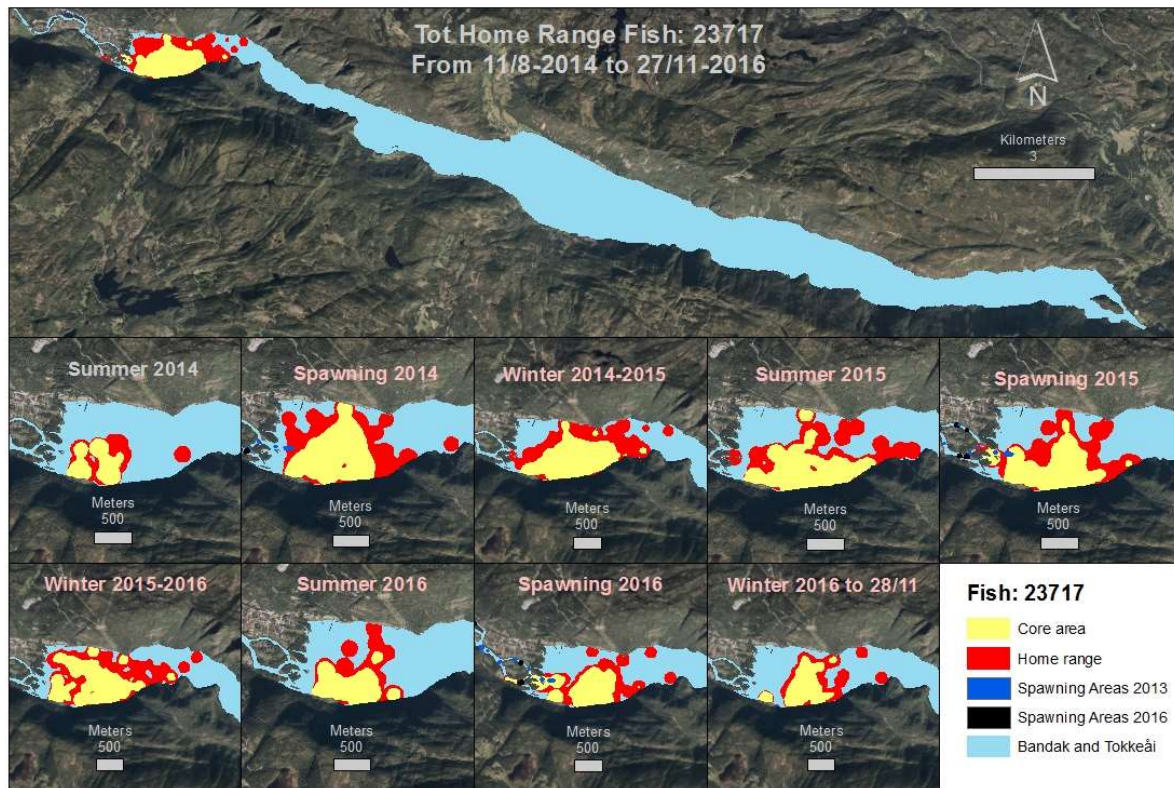 Tot Home Range Fish: 23717
From 11/8-2014 to 27/11-2016
N
Kilometers
3
Summer 2014
Meters
500
Spawning 2014
Meters
500
Winter 2014-2015
Meters
500
Summer 2015
Meters
500
Spawning 2015
Meters
500
Winter 2015-2016
Meters
500
Summer 2016
Meters
500
Spawning 2016
Meters
500
Winter 2016 to 28/11
Meters
500
Fish: 23717
Core area
Home range
Spawning Areas 2013
Spawning Areas 2016
Bandak and Tokkeåi